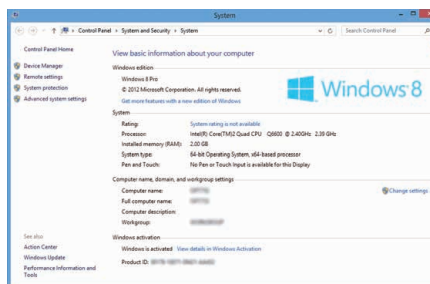 System
Control Panel ▸ System and Security ▸ System
Search Control Panel
Control Panel Home
Device Manager
Remote settings
System protection
Advanced system settings
View basic information about your computer
Windows edition
Windows 8 Pro
© 2012 Microsoft Corporation. All rights reserved.
Get more features with a new edition of Windows
Windows 8
System
Rating: System rating is not available
Processor: Intel(R) Core(TM)2 Quad CPU Q6600 @ 2.40GHz 2.39 GHz
Installed memory (RAM): 2.00 GB
System type: 64-bit Operating System, x64-based processor
Pen and Touch: No Pen or Touch Input is available for this Display
Computer name, domain, and workgroup settings
Computer name:
Change settings
Full computer name:
Computer description:
Workgroup:
Windows activation
Windows is activated View details in Windows Activation
Product ID:
See also
Action Center
Windows Update
Performance Information and Tools